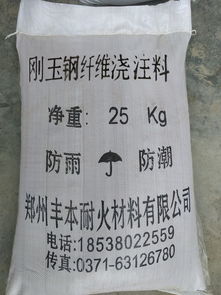 刚玉钢纤维浇注料
净重: 25 Kg
防雨 防潮
郑州丰本耐火材料有限公司
电话:18538022559
传真:0371-63126780